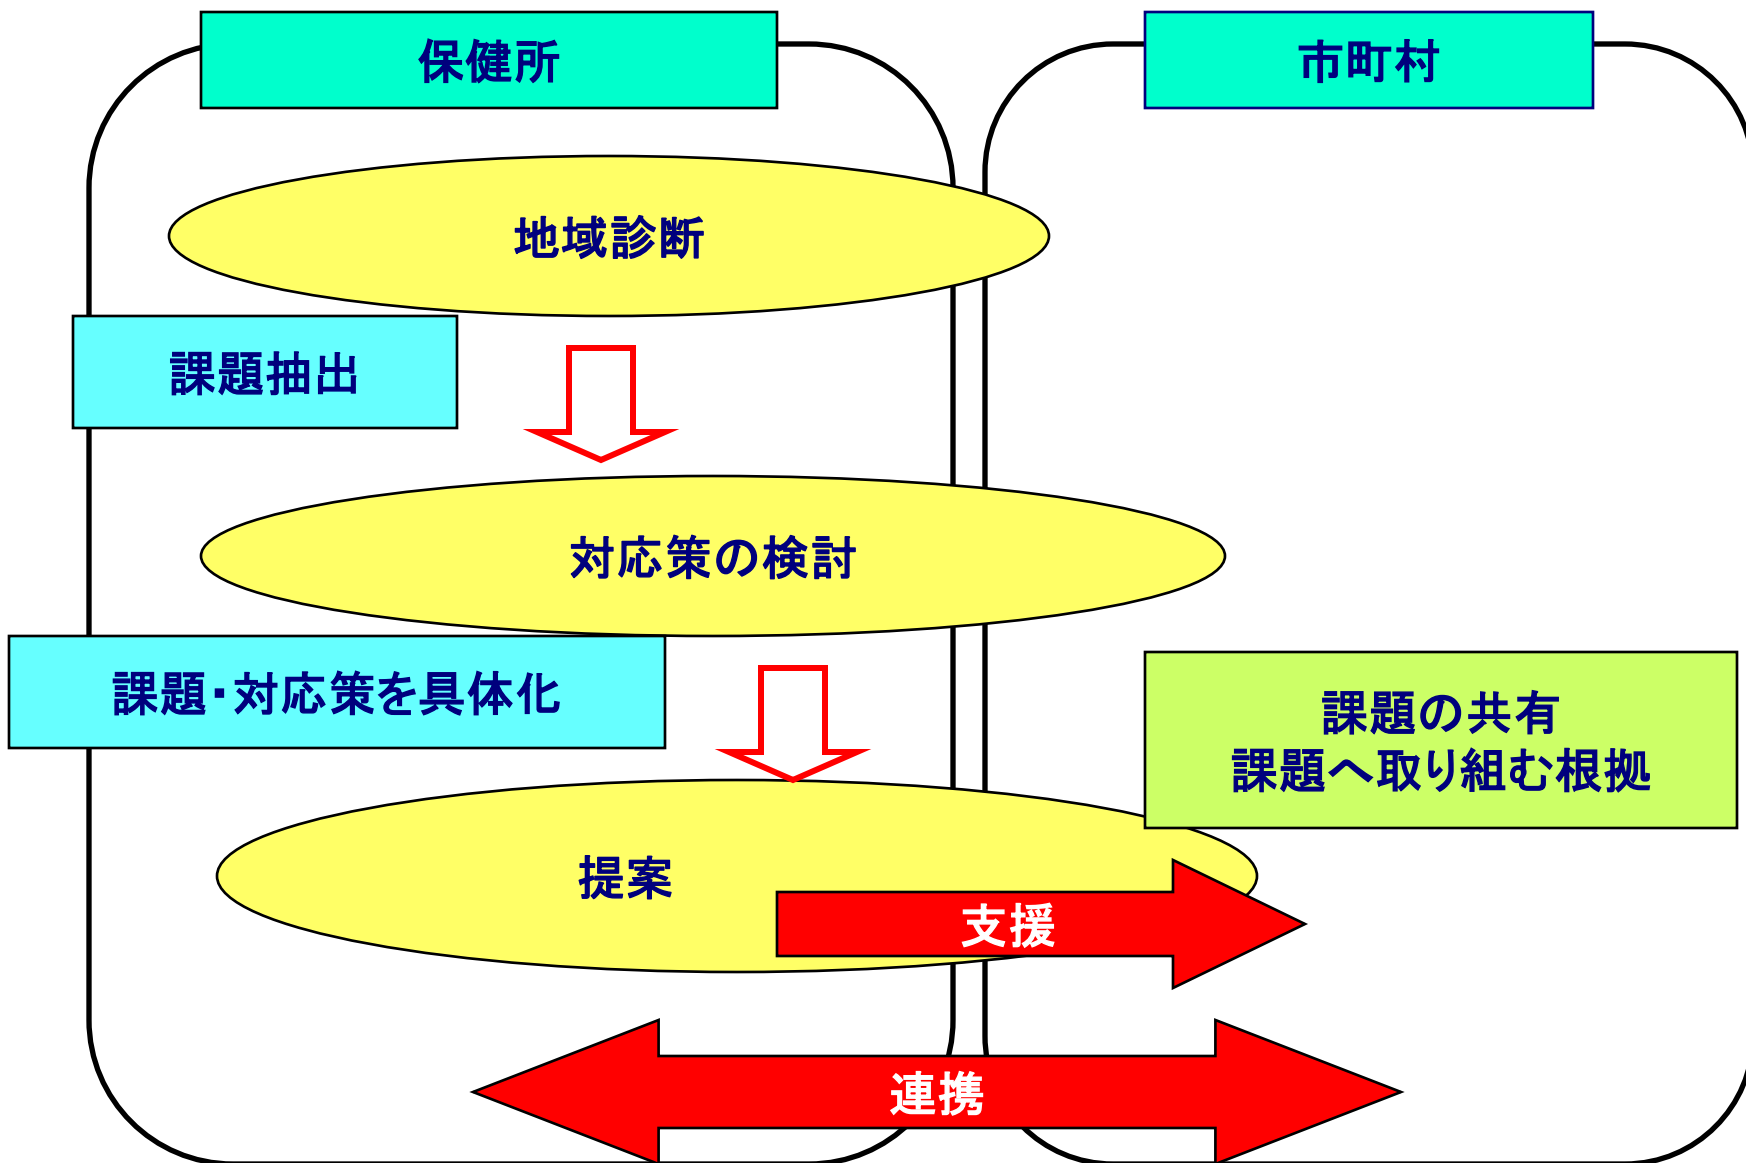 保健所
市町村
地域診断
課題抽出
対応策の検討
課題・対応策を具体化
課題の共有
課題へ取り組む根拠
提案
支援
連携